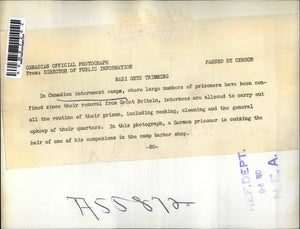 CANADIAN OFFICIAL PHOTOGRAPH
PASSED BY CENSOR
From: DIRECTOR OF PUBLIC INFORMATION
NAZI GETS TRIMMING
In Canadian internment camps, where large numbers of prisoners have been con-
fined since their removal from Great Britain, internees are allowed to carry out
all the routine of their prison, including cooking, cleaning and the general
upkeep of their quarters. In this photograph, a German prisoner is cutting the
hair of one of his companions in the camp barber shop.
-30-
REF. DEPT.
N.E.A.